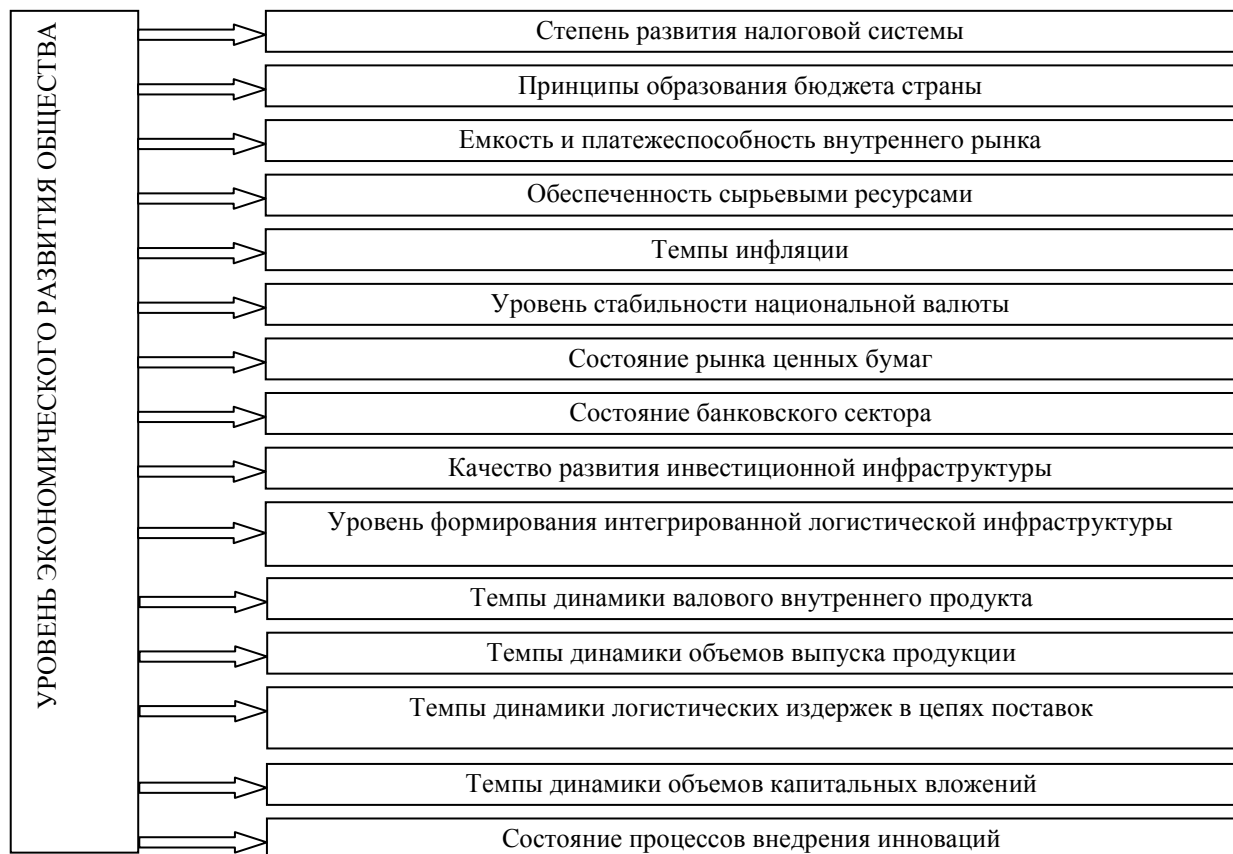 УРОВЕНЬ ЭКОНОМИЧЕСКОГО РАЗВИТИЯ ОБЩЕСТВА
Степень развития налоговой системы
Принципы образования бюджета страны
Емкость и платежеспособность внутреннего рынка
Обеспеченность сырьевыми ресурсами
Темпы инфляции
Уровень стабильности национальной валюты
Состояние рынка ценных бумаг
Состояние банковского сектора
Качество развития инвестиционной инфраструктуры
Уровень формирования интегрированной логистической инфраструктуры
Темпы динамики валового внутреннего продукта
Темпы динамики объемов выпуска продукции
Темпы динамики логистических издержек в цепях поставок
Темпы динамики объемов капитальных вложений
Состояние процессов внедрения инноваций